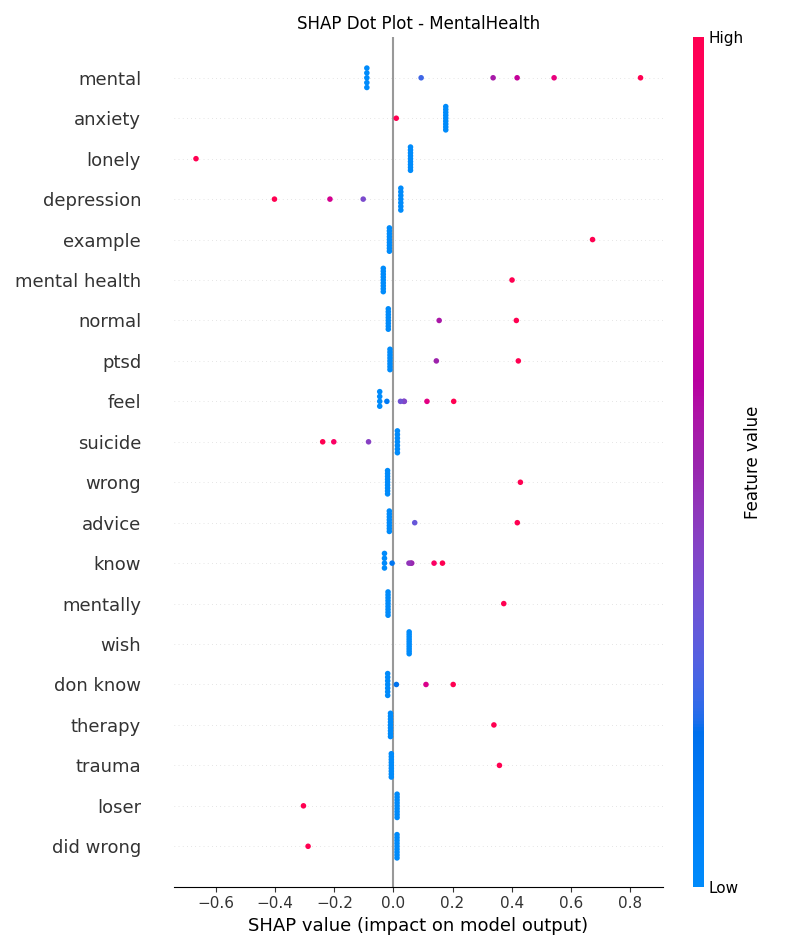 SHAP Dot Plot - MentalHealth
High
mental
anxiety
lonely
depression
example
mental health
normal
ptsd
feel
suicide
wrong
advice
know
mentally
wish
don know
therapy
trauma
loser
did wrong
Feature value
Low
−0.6 −0.4 −0.2 0.0 0.2 0.4 0.6 0.8
SHAP value (impact on model output)